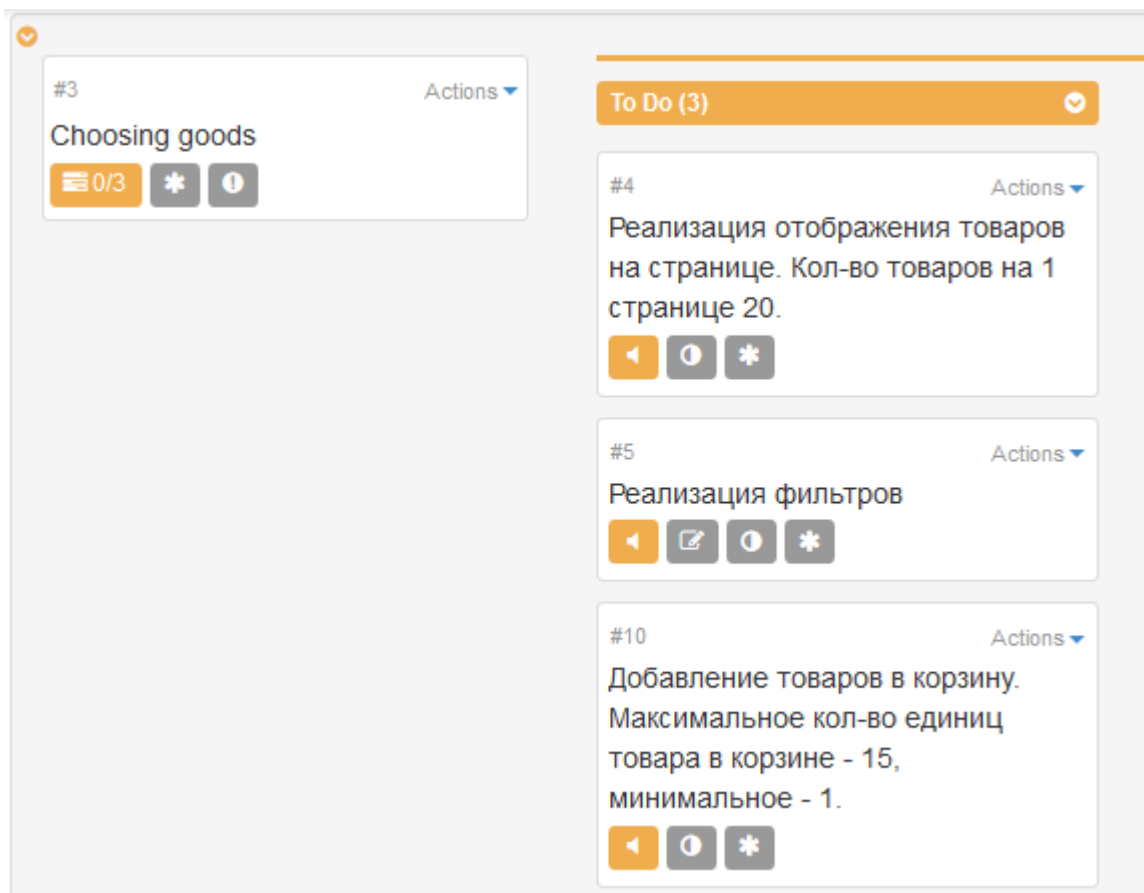 #3 Actions
Choosing goods
0/3
To Do (3)
#4 Actions
Реализация отображения товаров
на странице. Кол-во товаров на 1
странице 20.
#5 Actions
Реализация фильтров
#10 Actions
Добавление товаров в корзину.
Максимальное кол-во единиц
товара в корзине - 15,
минимальное - 1.